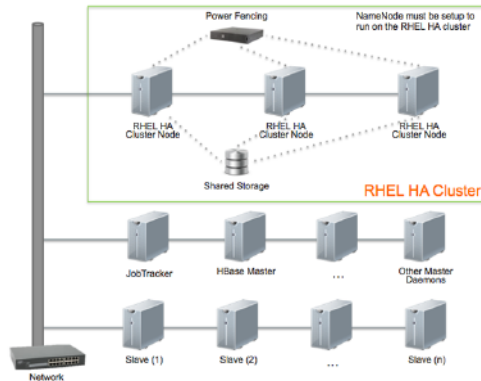 Power Fencing
NameNode must be setup to
run on the RHEL HA cluster
RHEL HA
Cluster Node
RHEL HA
Cluster Node
RHEL HA
Cluster Node
Shared Storage
RHEL HA Cluster
JobTracker
HBase Master
...
Other Master
Daemons
Slave (1)
Slave (2)
...
Slave (n)
Network